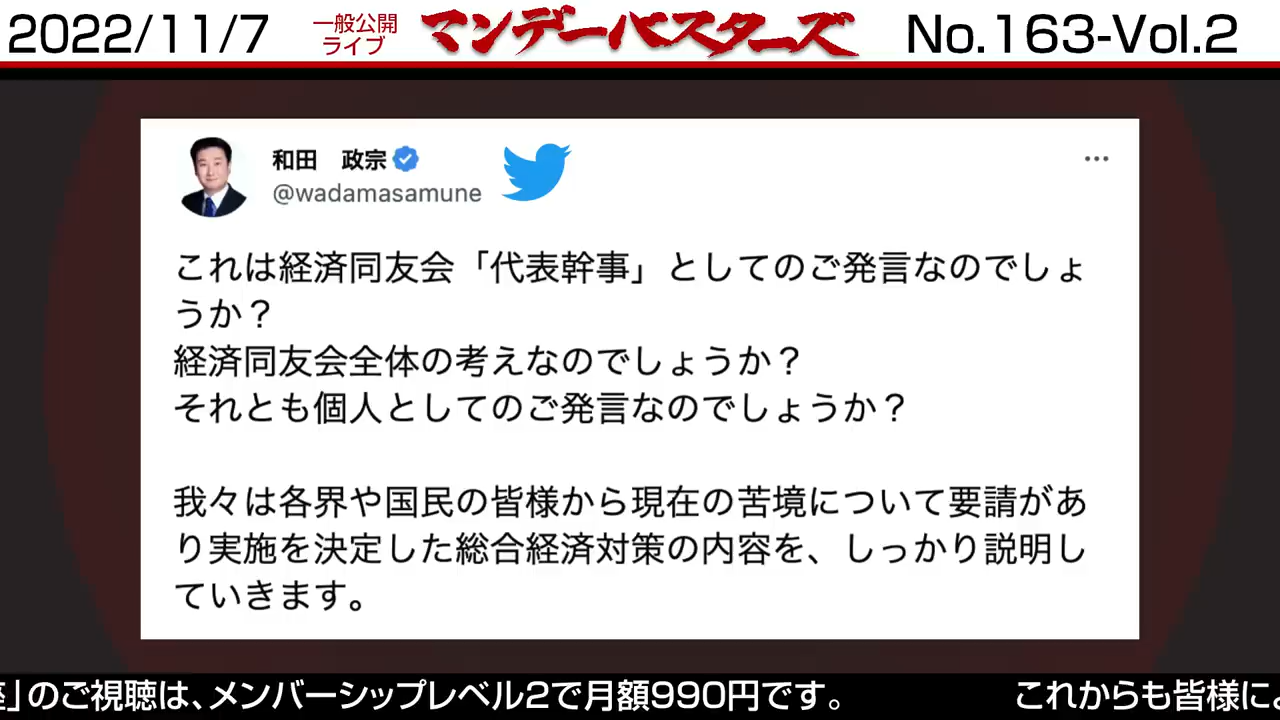 2022/11/7
一般公開
ライブ
マンデーバスターズ
No.163-Vol.2
和田　政宗
@wadamasamune
これは経済同友会「代表幹事」としてのご発言なのでしょ
うか？
経済同友会全体の考えなのでしょうか？
それとも個人としてのご発言なのでしょうか？
我々は各界や国民の皆様から現在の苦境について要請があ
り実施を決定した総合経済対策の内容を、しっかり説明し
ていきます。
座」のご視聴は、メンバーシップレベル2で月額990円です。
これからも皆様によ